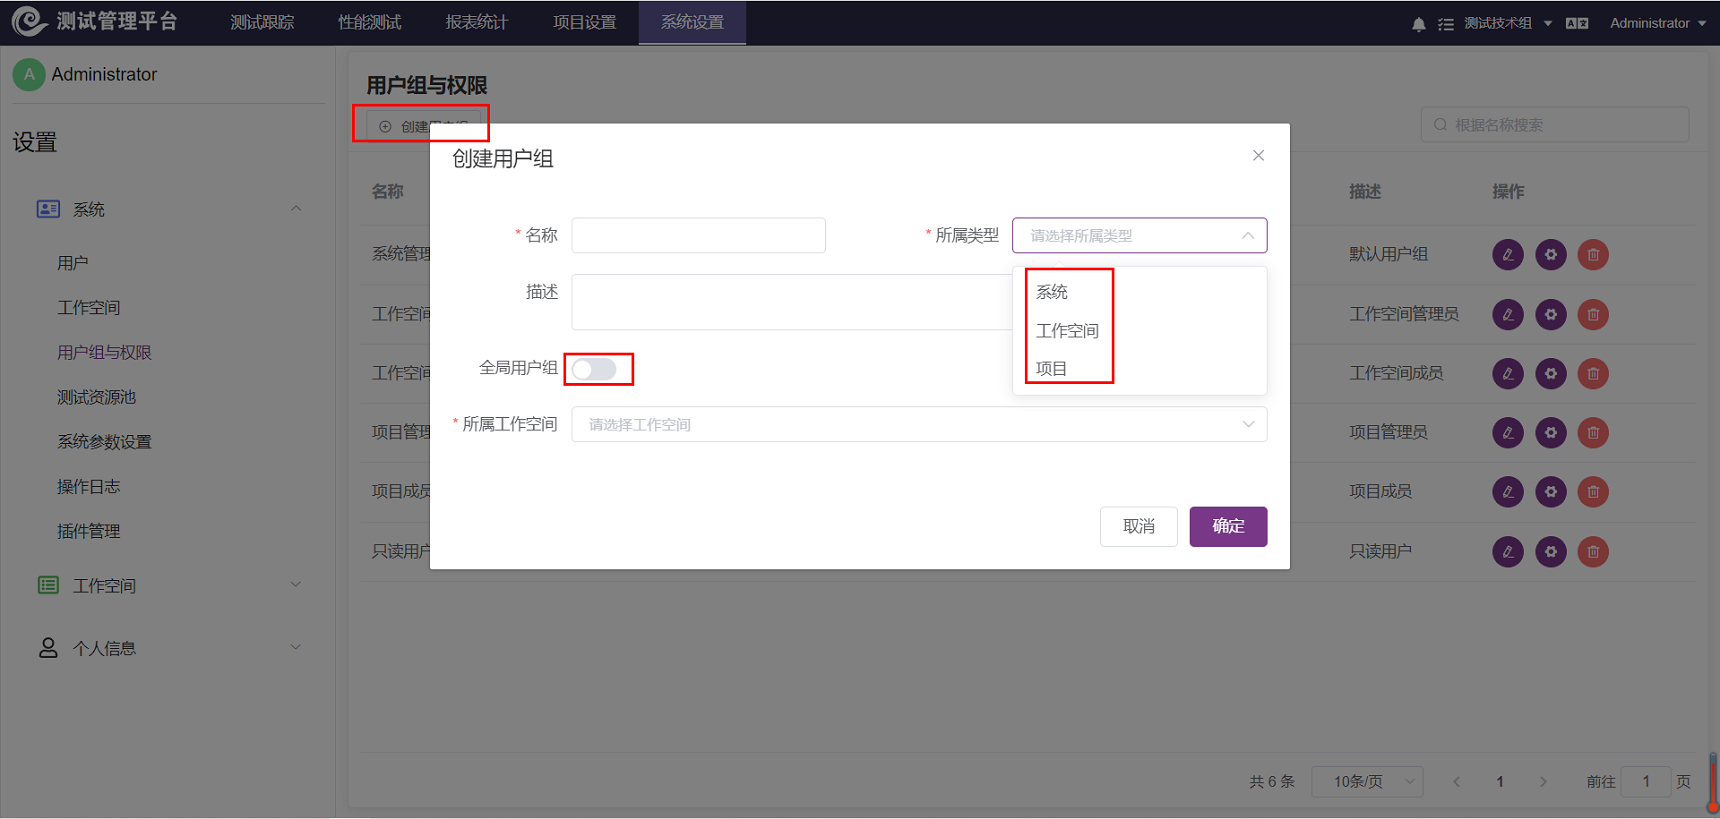 测试管理平台
测试跟踪
性能测试
报表统计
项目设置
系统设置
测试技术组
Administrator
A
Administrator
设置
系统
用户
工作空间
用户组与权限
测试资源池
系统参数设置
操作日志
插件管理
工作空间
个人信息
用户组与权限
创建用户组
根据名称搜索
名称
描述
操作
系统管理
默认用户组
工作空间
工作空间管理员
工作空间
工作空间成员
项目管理
项目管理员
项目成员
项目成员
只读用户
只读用户
创建用户组
* 名称
* 所属类型
请选择所属类型
系统
工作空间
项目
描述
全局用户组
* 所属工作空间
请选择工作空间
取消
确定
共 6 条
10条/页
1
前往
1
页